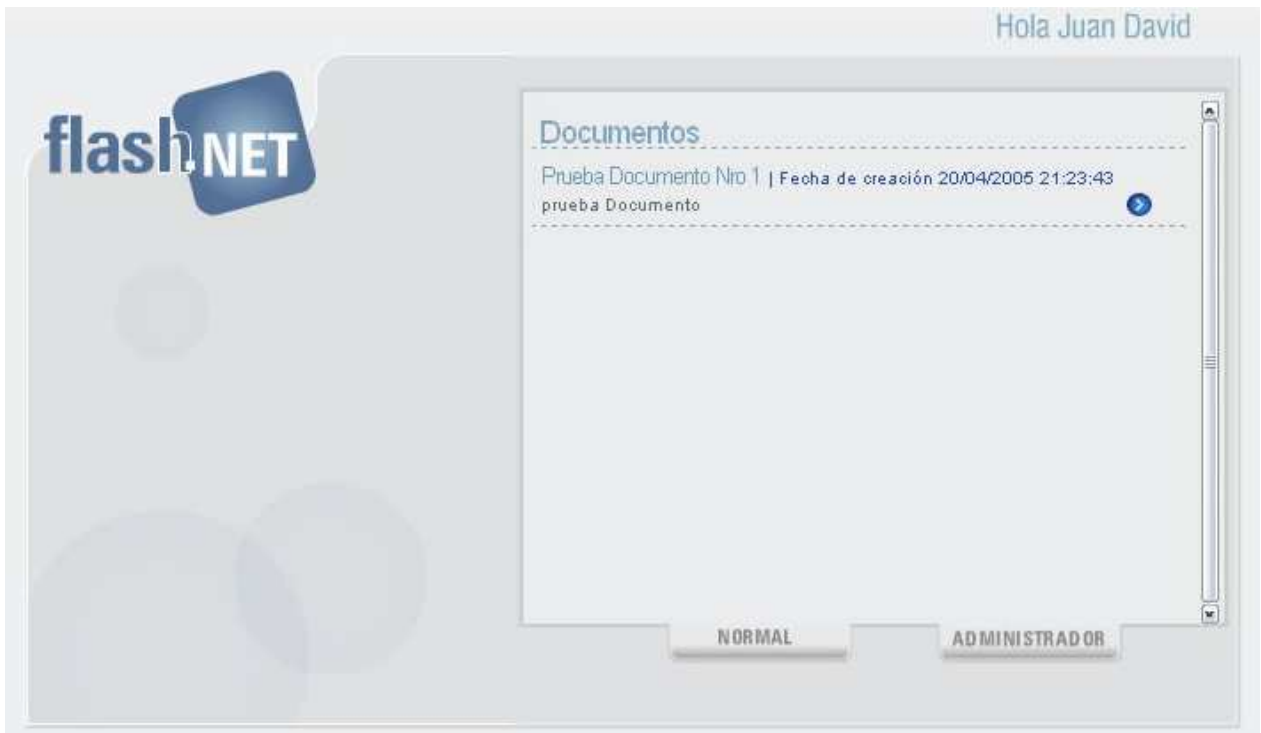 Hola Juan David
flash.NET
Documentos
Prueba Documento Nro 1 | Fecha de creación 20/04/2005 21:23:43
prueba Documento
NORMAL
ADMINISTRADOR